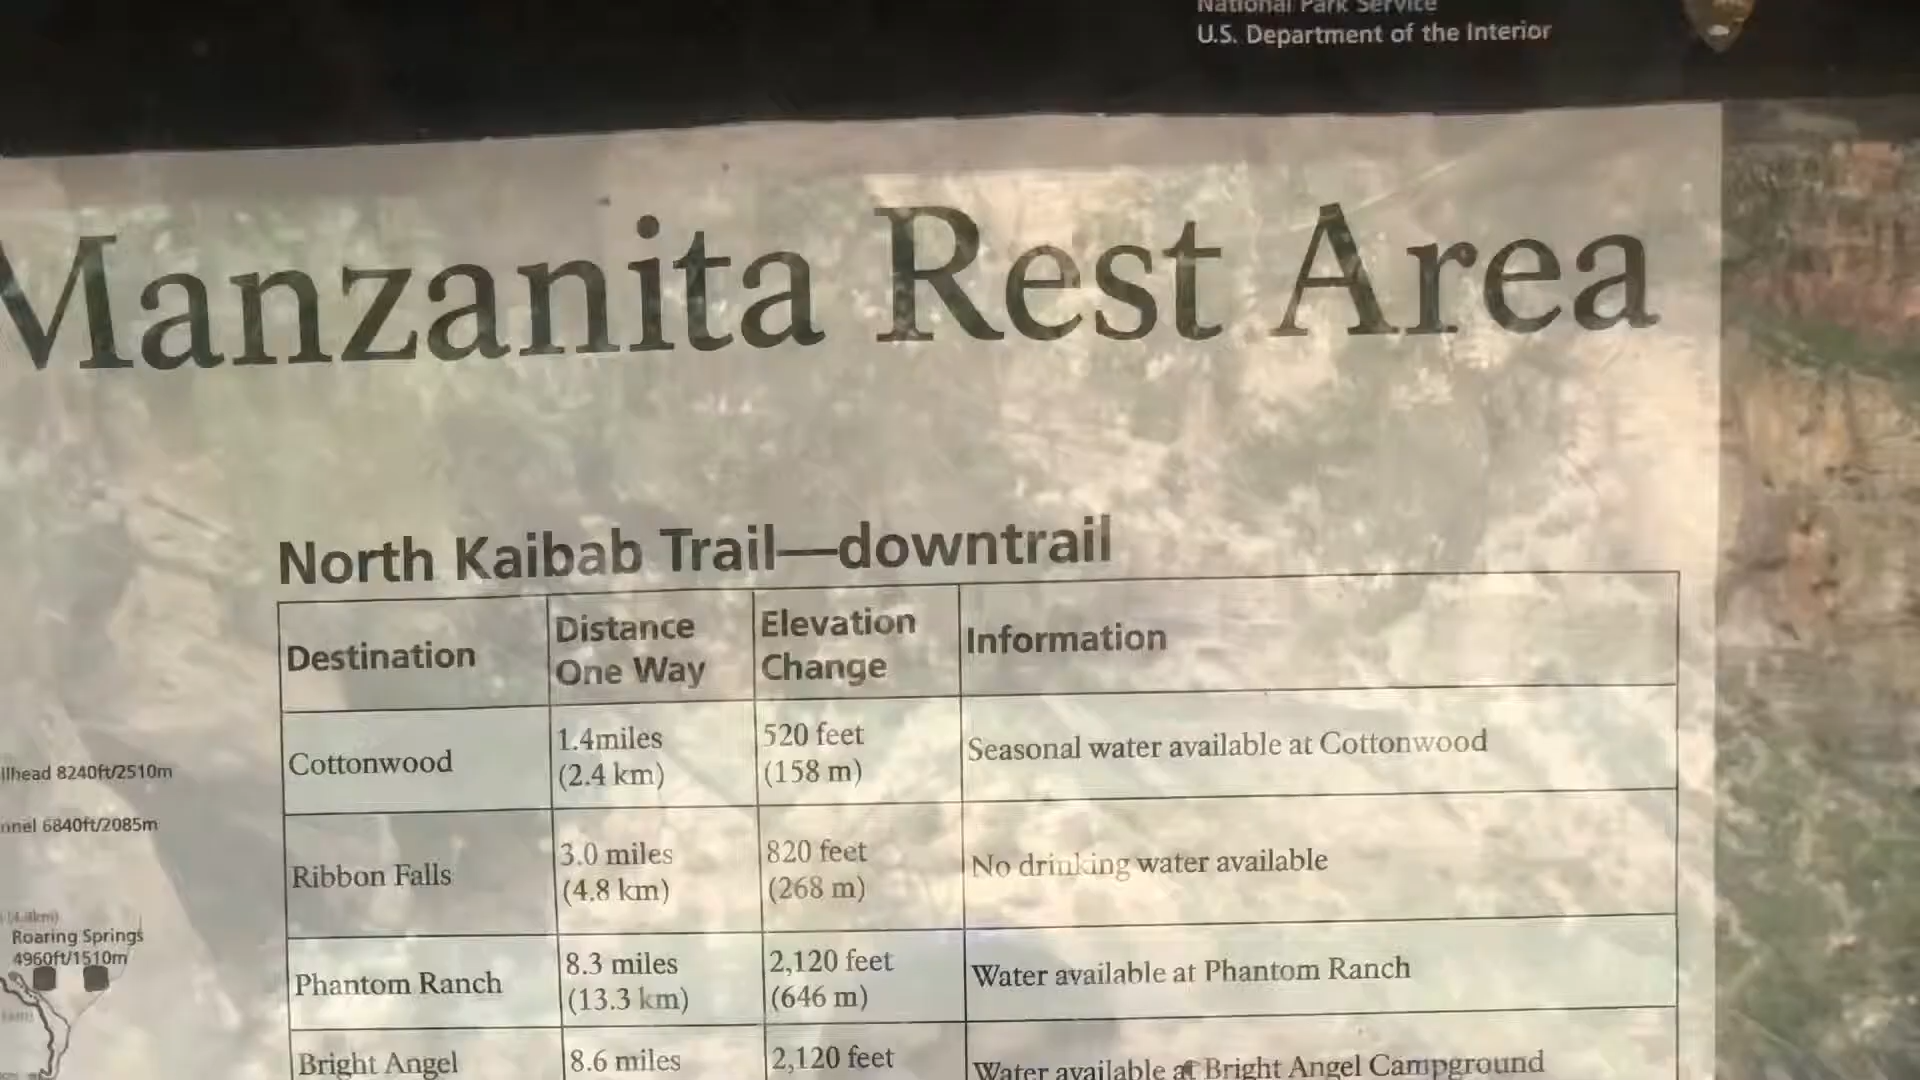 National Park Service
U.S. Department of the Interior
Manzanita Rest Area
North Kaibab Trail—downtrail
Destination
Distance
One Way
Elevation
Change
Information
Cottonwood
1.4miles
(2.4 km)
520 feet
(158 m)
Seasonal water available at Cottonwood
Ribbon Falls
3.0 miles
(4.8 km)
820 feet
(268 m)
No drinking water available
Phantom Ranch
8.3 miles
(13.3 km)
2,120 feet
(646 m)
Water available at Phantom Ranch
Bright Angel
8.6 miles
2,120 feet
Water available at Bright Angel Campground
8240ft/2510m
6840ft/2085m
Roaring Springs
4960ft/1510m